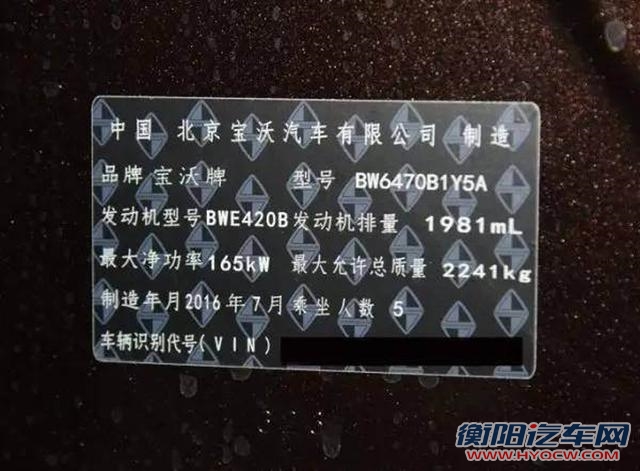 中国 北京宝沃汽车有限公司 制造
品牌 宝沃牌 型号 BW6470B1Y5A
发动机型号BWE420B 发动机排量 1981mL
最大净功率165kW 最大允许总质量 2241kg
制造年月2016年7月 乘坐人数 5
车辆识别代号(VIN)
衡阳汽车网
WWW.HYQCW.COM